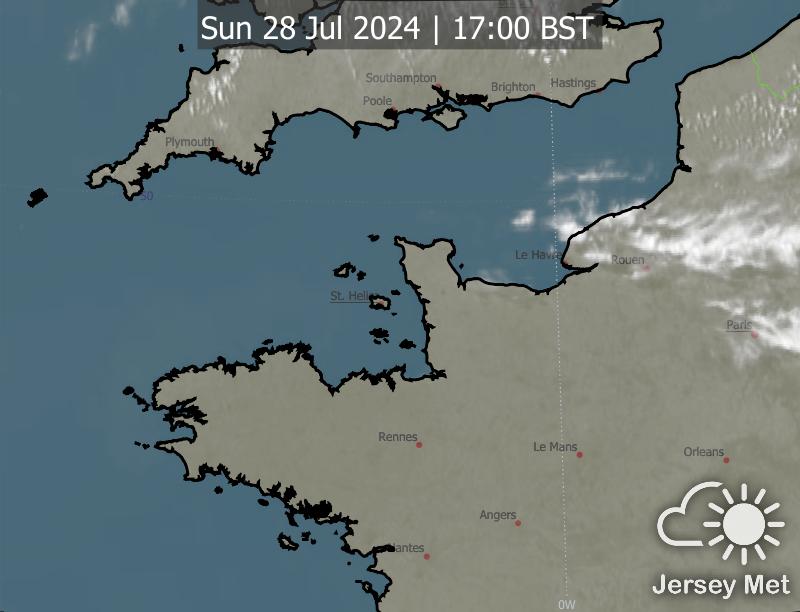 Sun 28 Jul 2024 | 17:00 BST
Southampton
Brighton
Hastings
Poole
Plymouth
50
Le Havre
Rouen
St. Helier
Paris
Rennes
Le Mans
Orleans
Angers
Nantes
0W
Jersey Met